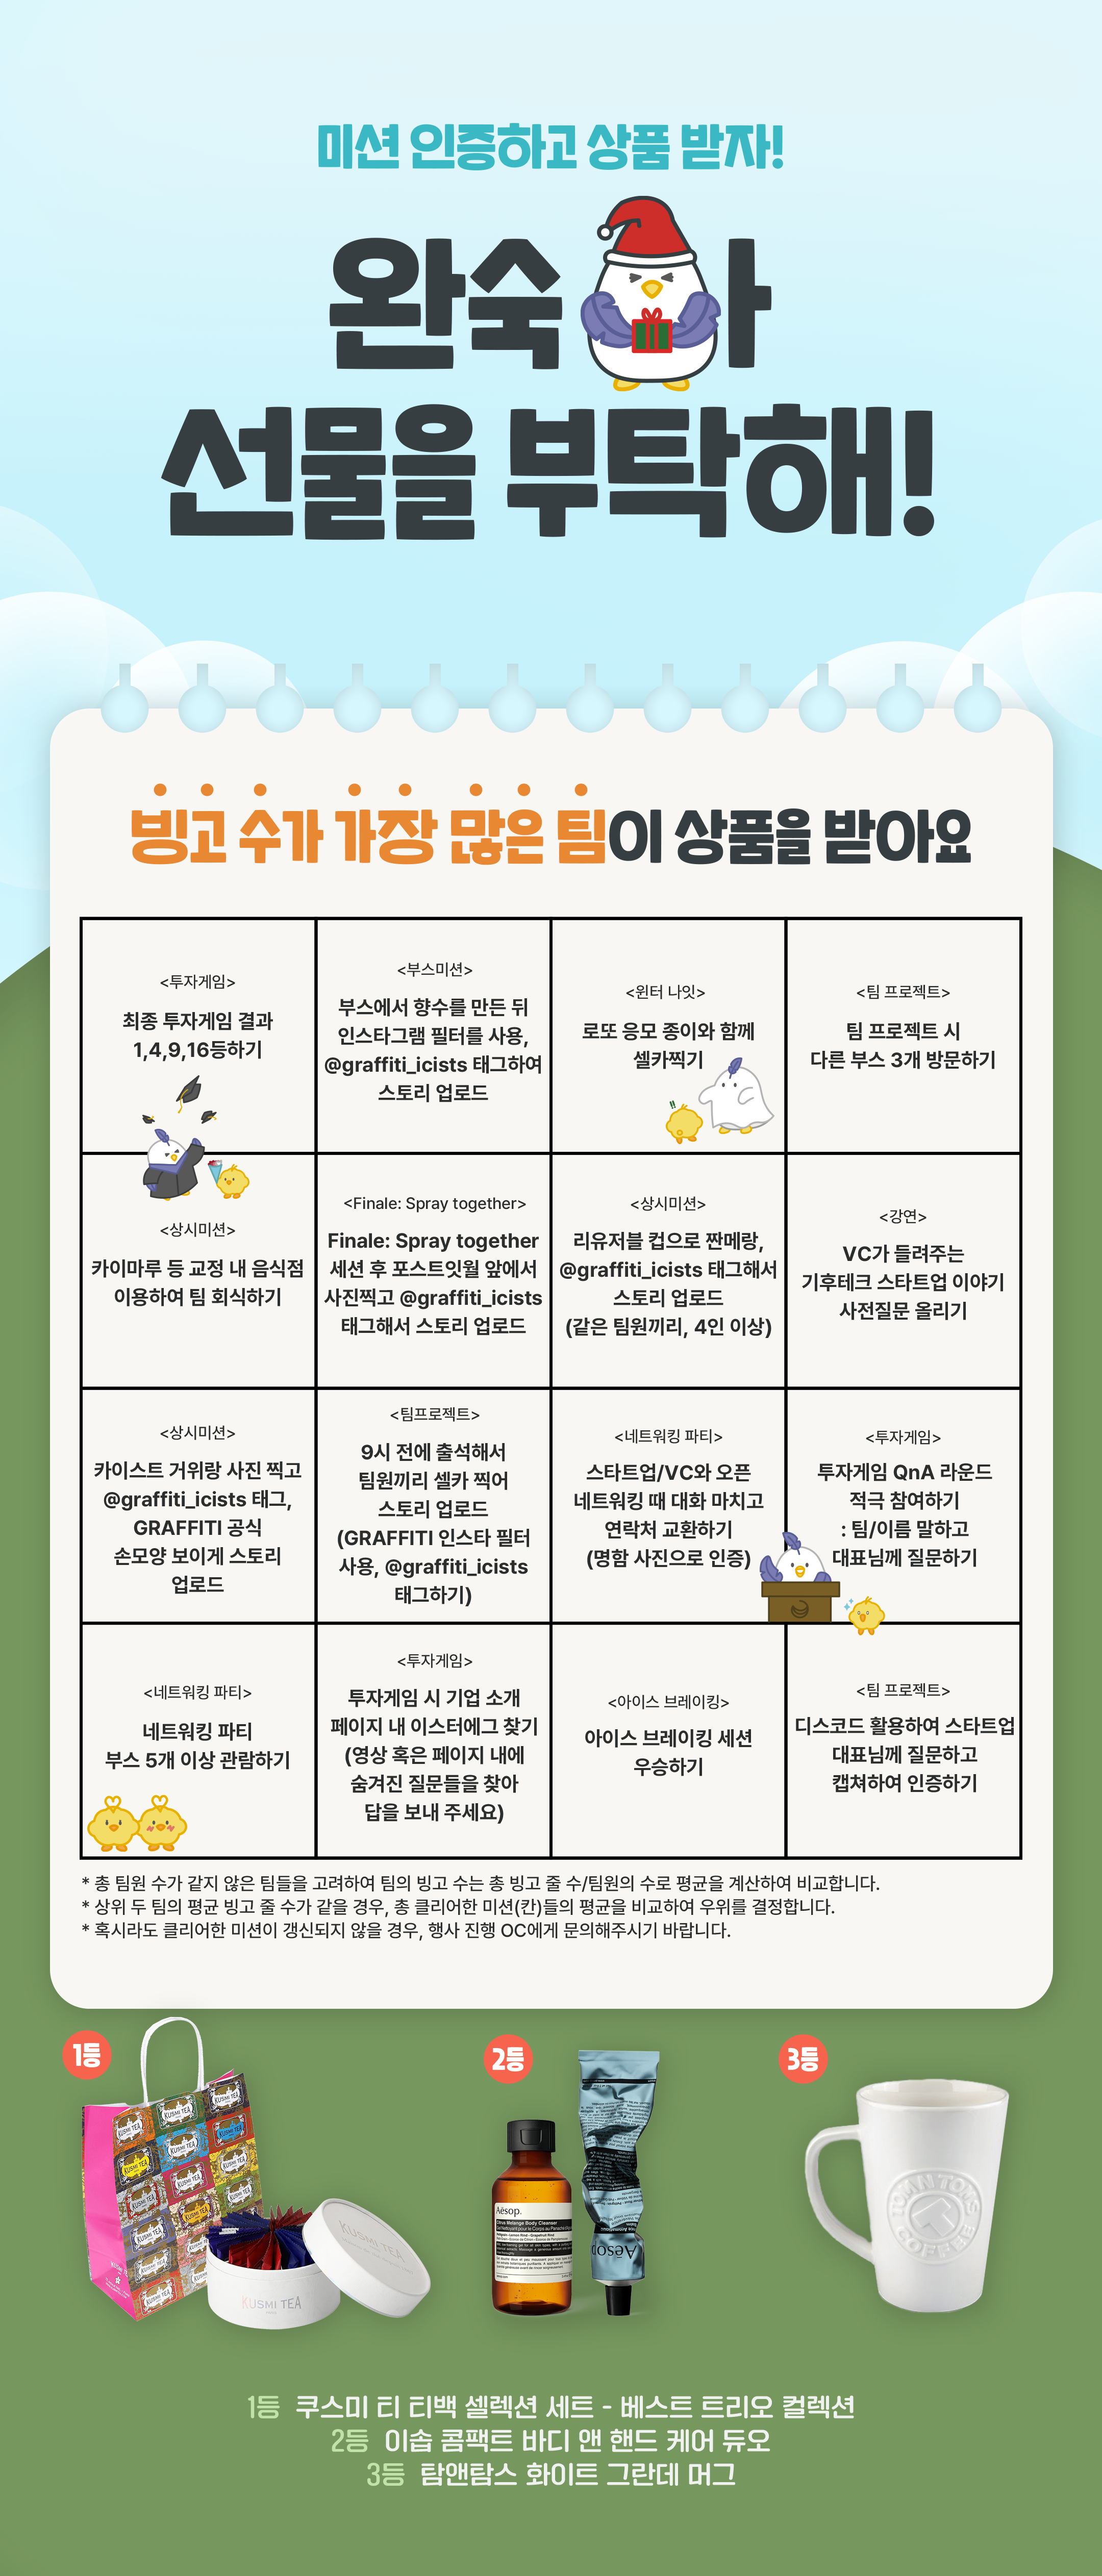 미션 인증하고 상품 받자!
완숙아
선물을 부탁해!
빙고 수가 가장 많은 팀이 상품을 받아요
<투자게임>
최종 투자게임 결과
1,4,9,16등하기
<부스미션>
부스에서 향수를 만든 뒤
인스타그램 필터를 사용,
@graffiti_icists 태그하여
스토리 업로드
<윈터 나잇>
로또 응모 종이와 함께
셀카찍기
<팀 프로젝트>
팀 프로젝트 시
다른 부스 3개 방문하기
<상시미션>
카이마루 등 교정 내 음식점
이용하여 팀 회식하기
<Finale: Spray together>
Finale: Spray together
세션 후 포스트잇월 앞에서
사진찍고 @graffiti_icists
태그해서 스토리 업로드
<상시미션>
리유저블 컵으로 짠메랑,
@graffiti_icists 태그해서
스토리 업로드
(같은 팀원끼리, 4인 이상)
<강연>
VC가 들려주는
기후테크 스타트업 이야기
사전질문 올리기
<상시미션>
카이스트 거위랑 사진 찍고
@graffiti_icists 태그,
GRAFFITI 공식
손모양 보이게 스토리
업로드
<팀프로젝트>
9시 전에 출석해서
팀원끼리 셀카 찍어
스토리 업로드
(GRAFFITI 인스타 필터
사용, @graffiti_icists
태그하기)
<네트워킹 파티>
스타트업/VC와 오픈
네트워킹 때 대화 마치고
연락처 교환하기
(명함 사진으로 인증)
<투자게임>
투자게임 QnA 라운드
적극 참여하기
: 팀/이름 말하고
대표님께 질문하기
<네트워킹 파티>
네트워킹 파티
부스 5개 이상 관람하기
<투자게임>
투자게임 시 기업 소개
페이지 내 이스터에그 찾기
(영상 혹은 페이지 내에
숨겨진 질문들을 찾아
답을 보내 주세요)
<아이스 브레이킹>
아이스 브레이킹 세션
우승하기
<팀 프로젝트>
디스코드 활용하여 스타트업
대표님께 질문하고
캡쳐하여 인증하기
* 총 팀원 수가 같지 않은 팀들을 고려하여 팀의 빙고 수는 총 빙고 줄 수/팀원의 수로 평균을 계산하여 비교합니다.
* 상위 두 팀의 평균 빙고 줄 수가 같을 경우, 총 클리어한 미션(칸)들의 평균을 비교하여 우위를 결정합니다.
* 혹시라도 클리어한 미션이 갱신되지 않을 경우, 행사 진행 OC에게 문의해주시기 바랍니다.
1등
2등
3등
KUSMI TEA
KUSMI TEA
Aēsop.
Citrus Melange Body Cleanser
Aēsop
TOM N TOMS
COFFEE
1등 쿠스미 티 티백 셀렉션 세트 - 베스트 트리오 컬렉션
2등 이솝 콤팩트 바디 앤 핸드 케어 듀오
3등 탐앤탐스 화이트 그란데 머그